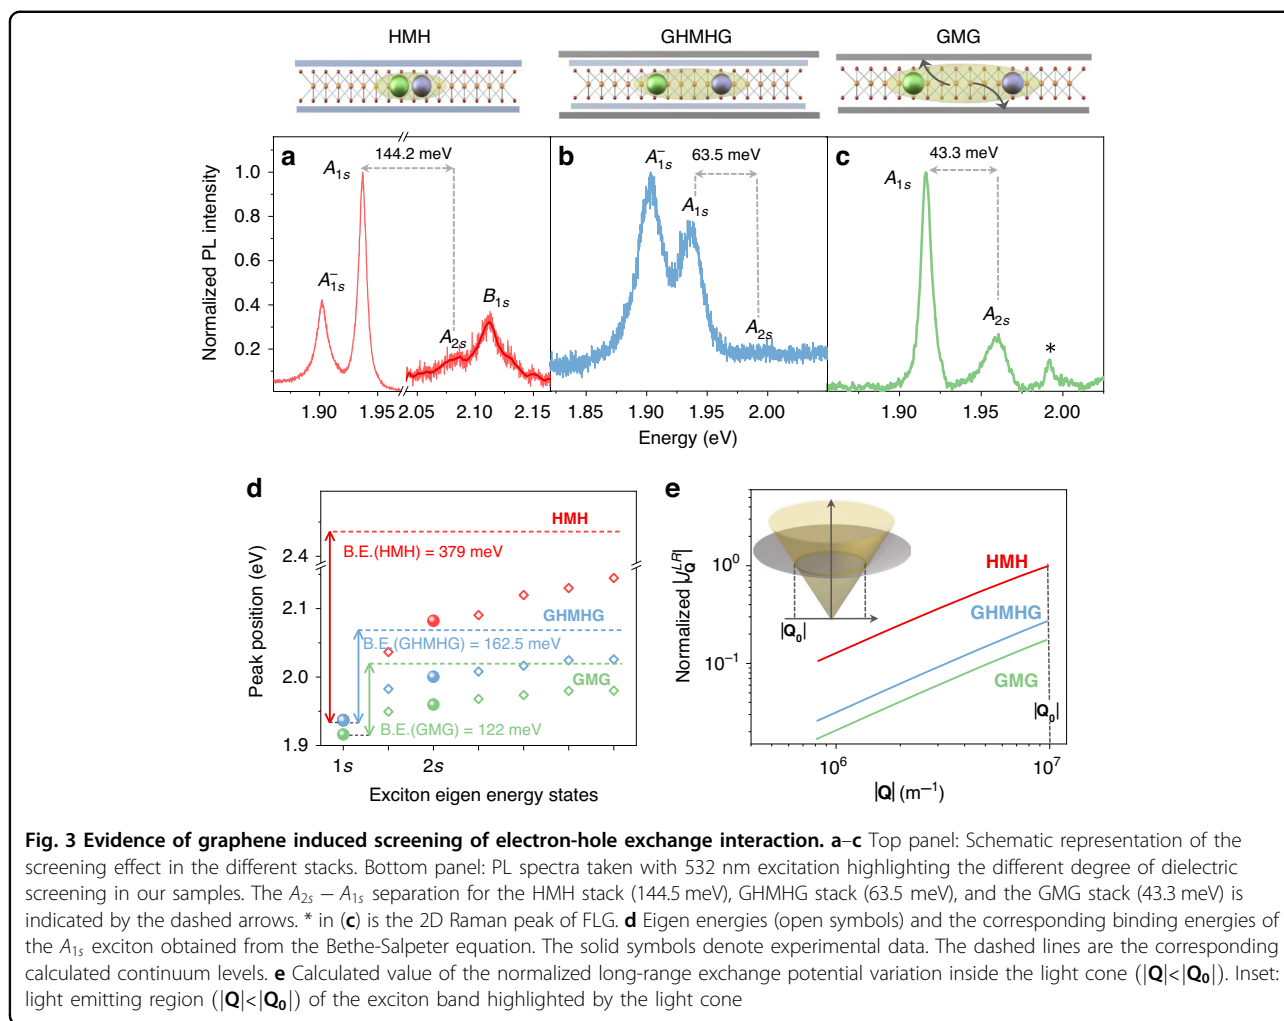 HMH
GHMHG
GMG
a
144.2 meV
A1s
A⁻1s
A2s
B1s
b
A⁻1s
63.5 meV
A1s
A2s
c
43.3 meV
A1s
A2s
*
Normalized PL intensity
1.0
0.8
0.6
0.4
0.2
1.90 1.95 2.05 2.10 2.15
1.85 1.90 1.95 2.00
1.90 1.95 2.00
Energy (eV)
d
Peak position (eV)
2.4
2.1
2.0
1.9
HMH
B.E.(HMH) = 379 meV
GHMHG
B.E.(GHMHG) = 162.5 meV
GMG
B.E.(GMG) = 122 meV
1s 2s
Exciton eigen energy states
e
Normalized |J_Q^LR|
10⁰
10⁻¹
HMH
GHMHG
GMG
|Q₀|
|Q₀|
10⁶ 10⁷
|Q| (m⁻¹)
Fig. 3 Evidence of graphene induced screening of electron-hole exchange interaction. a–c Top panel: Schematic representation of the
screening effect in the different stacks. Bottom panel: PL spectra taken with 532 nm excitation highlighting the different degree of dielectric
screening in our samples. The A2s − A1s separation for the HMH stack (144.5 meV), GHMHG stack (63.5 meV), and the GMG stack (43.3 meV) is
indicated by the dashed arrows. * in (c) is the 2D Raman peak of FLG. d Eigen energies (open symbols) and the corresponding binding energies of
the A1s exciton obtained from the Bethe-Salpeter equation. The solid symbols denote experimental data. The dashed lines are the corresponding
calculated continuum levels. e Calculated value of the normalized long-range exchange potential variation inside the light cone (|Q|<|Q₀|). Inset:
light emitting region (|Q|<|Q₀|) of the exciton band highlighted by the light cone